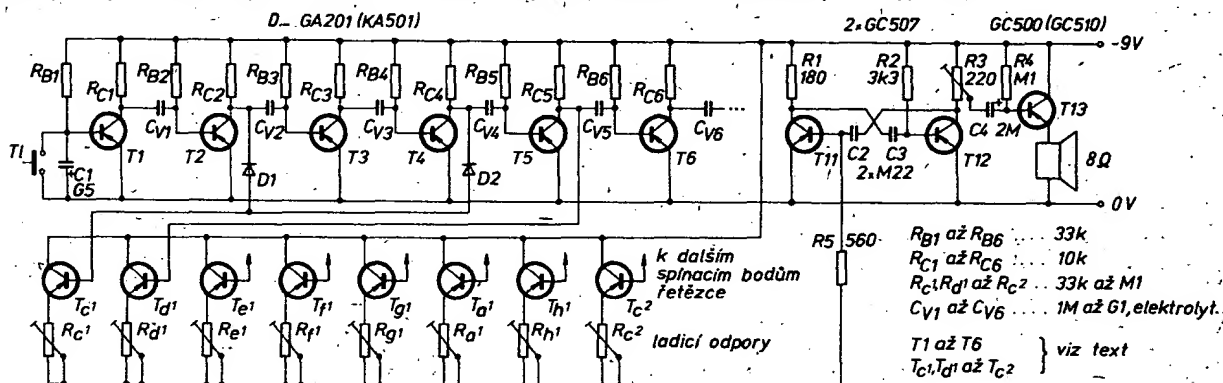 D... GA201 (KA501)
2×GC507
GC500 (GC510)
-9V
RB1
RC1
RB2
RC2
RB3
RC3
RB4
RC4
RB5
RC5
RB6
RC6
R1
180
R2
3k3
R3
220
R4
M1
CV1
CV2
CV3
CV4
CV5
CV6
C4
2M
T13
Tl
C1
G5
T1
T2
D1
T3
T4
D2
T5
T6
T11
C2
C3
2×M22
T12
8Ω
0V
R5 560
k dalším
spínacím bodům
řetězce
Tc1
Td1
Te1
Tf1
Tg1
Ta1
Th1
Tc2
Rc1
Rd1
Re1
Rf1
Rg1
Ra1
Rh1
Rc2
ladicí odpory
RB1 až RB6 .... 33k
RC1 až RC6 .... 10k
Rc1, Rd1 až Rc2 .. 33k až M1
CV1 až CV6 .... 1M až G1, elektrolyt.
T1 až T6
Tc1, Td1 až Tc2
} viz text